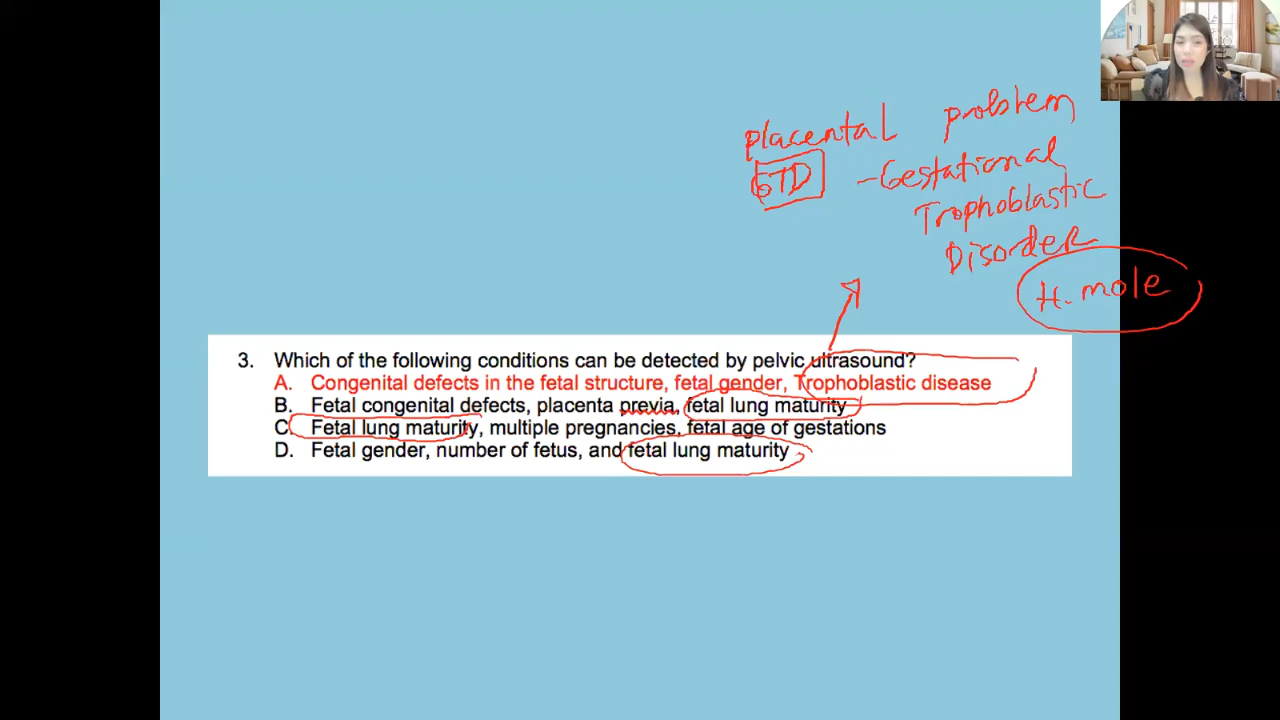 placental problem
GTD - Gestational
Trophoblastic
Disorder
H. mole
3. Which of the following conditions can be detected by pelvic ultrasound?
A. Congenital defects in the fetal structure, fetal gender, Trophoblastic disease
B. Fetal congenital defects, placenta previa, fetal lung maturity
C. Fetal lung maturity, multiple pregnancies, fetal age of gestations
D. Fetal gender, number of fetus, and fetal lung maturity